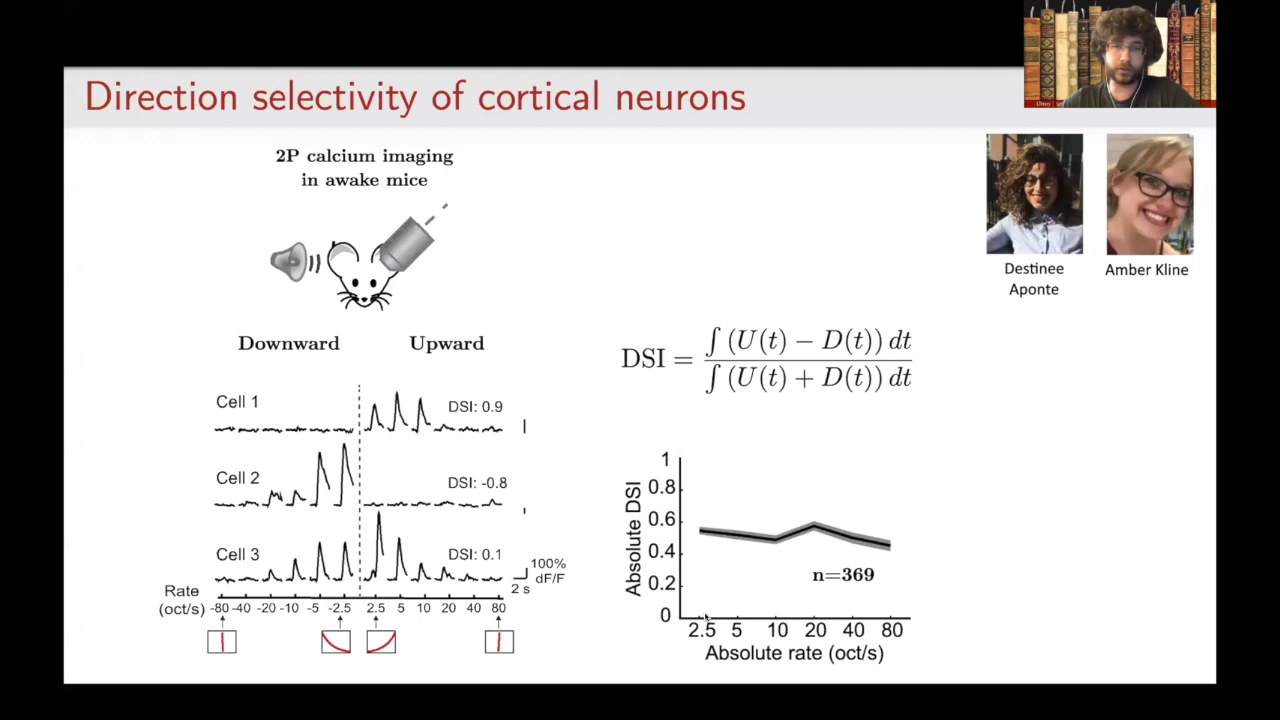 Direction selectivity of cortical neurons
2P calcium imaging
in awake mice
Destinee
Aponte
Amber Kline
Downward
Upward
Cell 1
DSI: 0.9
Cell 2
DSI: -0.8
Cell 3
DSI: 0.1
100%
dF/F
2 s
Rate
(oct/s)
-80 -40 -20 -10 -5 -2.5 2.5 5 10 20 40 80
DSI = ∫ (U(t) − D(t)) dt / ∫ (U(t) + D(t)) dt
Absolute DSI
1
0.8
0.6
0.4
0.2
0
n=369
2.5 5 10 20 40 80
Absolute rate (oct/s)